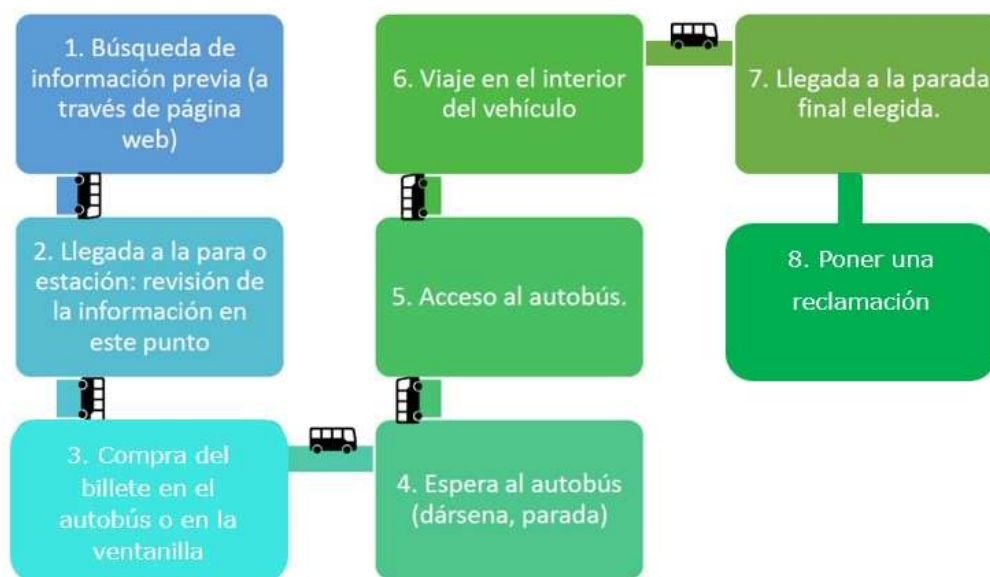 1. Búsqueda de
información previa (a
través de página
web)
2. Llegada a la para o
estación: revisión de
la información en
este punto
3. Compra del
billete en el
autobús o en la
ventanilla
4. Espera al autobús
(dársena, parada)
5. Acceso al autobús.
6. Viaje en el interior
del vehículo
7. Llegada a la parada
final elegida.
8. Poner una
reclamación